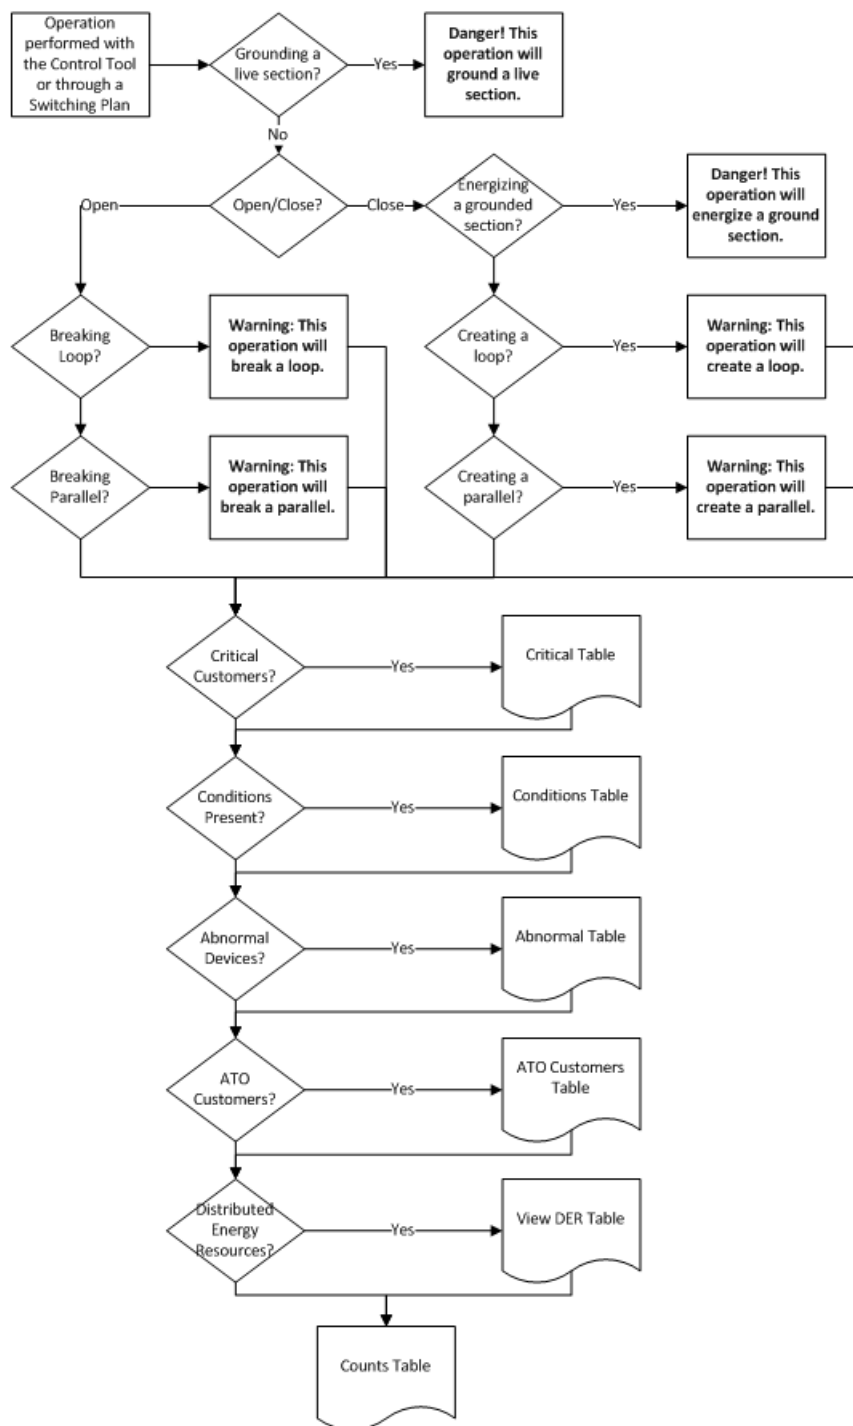 Operation
performed with
the Control Tool
or through a
Switching Plan
Grounding a
live section?
Yes
Danger! This
operation will
ground a live
section.
No
Open
Open/Close?
Close
Energizing
a grounded
section?
Yes
Danger! This
operation will
energize a ground
section.
Breaking
Loop?
Warning: This
operation will
break a loop.
Creating a
loop?
Yes
Warning: This
operation will
create a loop.
Breaking
Parallel?
Warning: This
operation will
break a parallel.
Creating a
parallel?
Yes
Warning: This
operation will
create a parallel.
Critical
Customers?
Yes
Critical Table
Conditions
Present?
Yes
Conditions Table
Abnormal
Devices?
Yes
Abnormal Table
ATO
Customers?
Yes
ATO Customers
Table
Distributed
Energy
Resources?
Yes
View DER Table
Counts Table